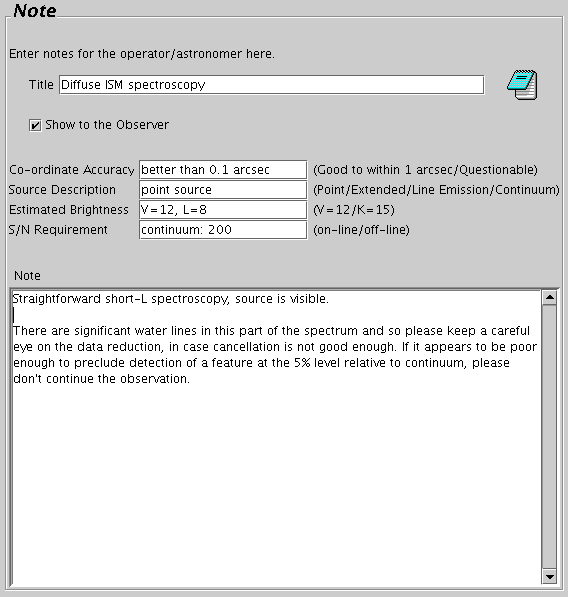 Note
Enter notes for the operator/astronomer here.
Title Diffuse ISM spectroscopy
Show to the Observer
Co-ordinate Accuracy better than 0.1 arcsec (Good to within 1 arcsec/Questionable)
Source Description point source (Point/Extended/Line Emission/Continuum)
Estimated Brightness V=12, L=8 (V=12/K=15)
S/N Requirement continuum: 200 (on-line/off-line)
Note
Straightforward short-L spectroscopy, source is visible.
There are significant water lines in this part of the spectrum and so please keep a careful
eye on the data reduction, in case cancellation is not good enough. If it appears to be poor
enough to preclude detection of a feature at the 5% level relative to continuum, please
don't continue the observation.